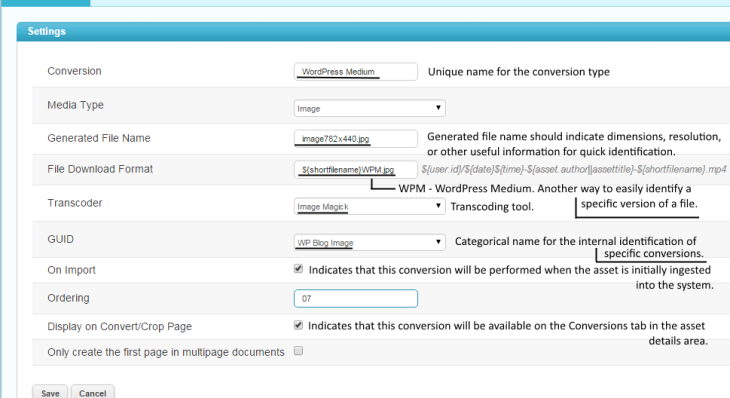 Settings
Conversion WordPress Medium Unique name for the conversion type
Media Type Image
Generated File Name image782x440.jpg Generated file name should indicate dimensions, resolution,
or other useful information for quick identification.
File Download Format ${shortfilename}WPM.jpg ${user.id}/${date}${time}-${asset.author||assettitle}-${shortfilename}.mp4
WPM - WordPress Medium. Another way to easily identify a
specific version of a file.
Transcoder Image Magick Transcoding tool.
GUID WP Blog Image Categorical name for the internal identification of
specific conversions.
On Import Indicates that this conversion will be performed when the asset is initially ingested
into the system.
Ordering 07
Display on Convert/Crop Page Indicates that this conversion will be available on the Conversions tab in the asset
details area.
Only create the first page in multipage documents
Save Cancel